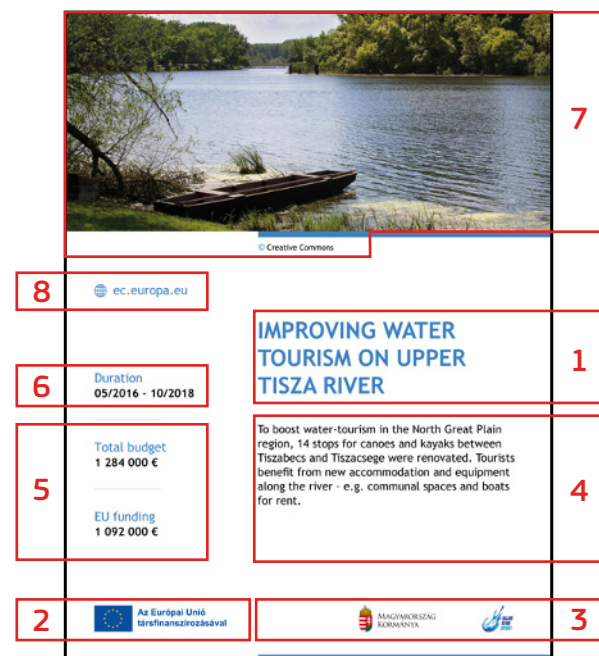 7
© Creative Commons
8
ec.europa.eu
IMPROVING WATER
TOURISM ON UPPER
TISZA RIVER
1
6
Duration
05/2016 - 10/2018
To boost water-tourism in the North Great Plain
region, 14 stops for canoes and kayaks between
Tiszabecs and Tiszacsege were renovated. Tourists
benefit from new accommodation and equipment
along the river - e.g. communal spaces and boats
for rent.
4
5
Total budget
1 284 000 €
EU funding
1 092 000 €
2
Az Európai Unió
társfinanszírozásával
MAGYARORSZÁG
KORMÁNYA
3